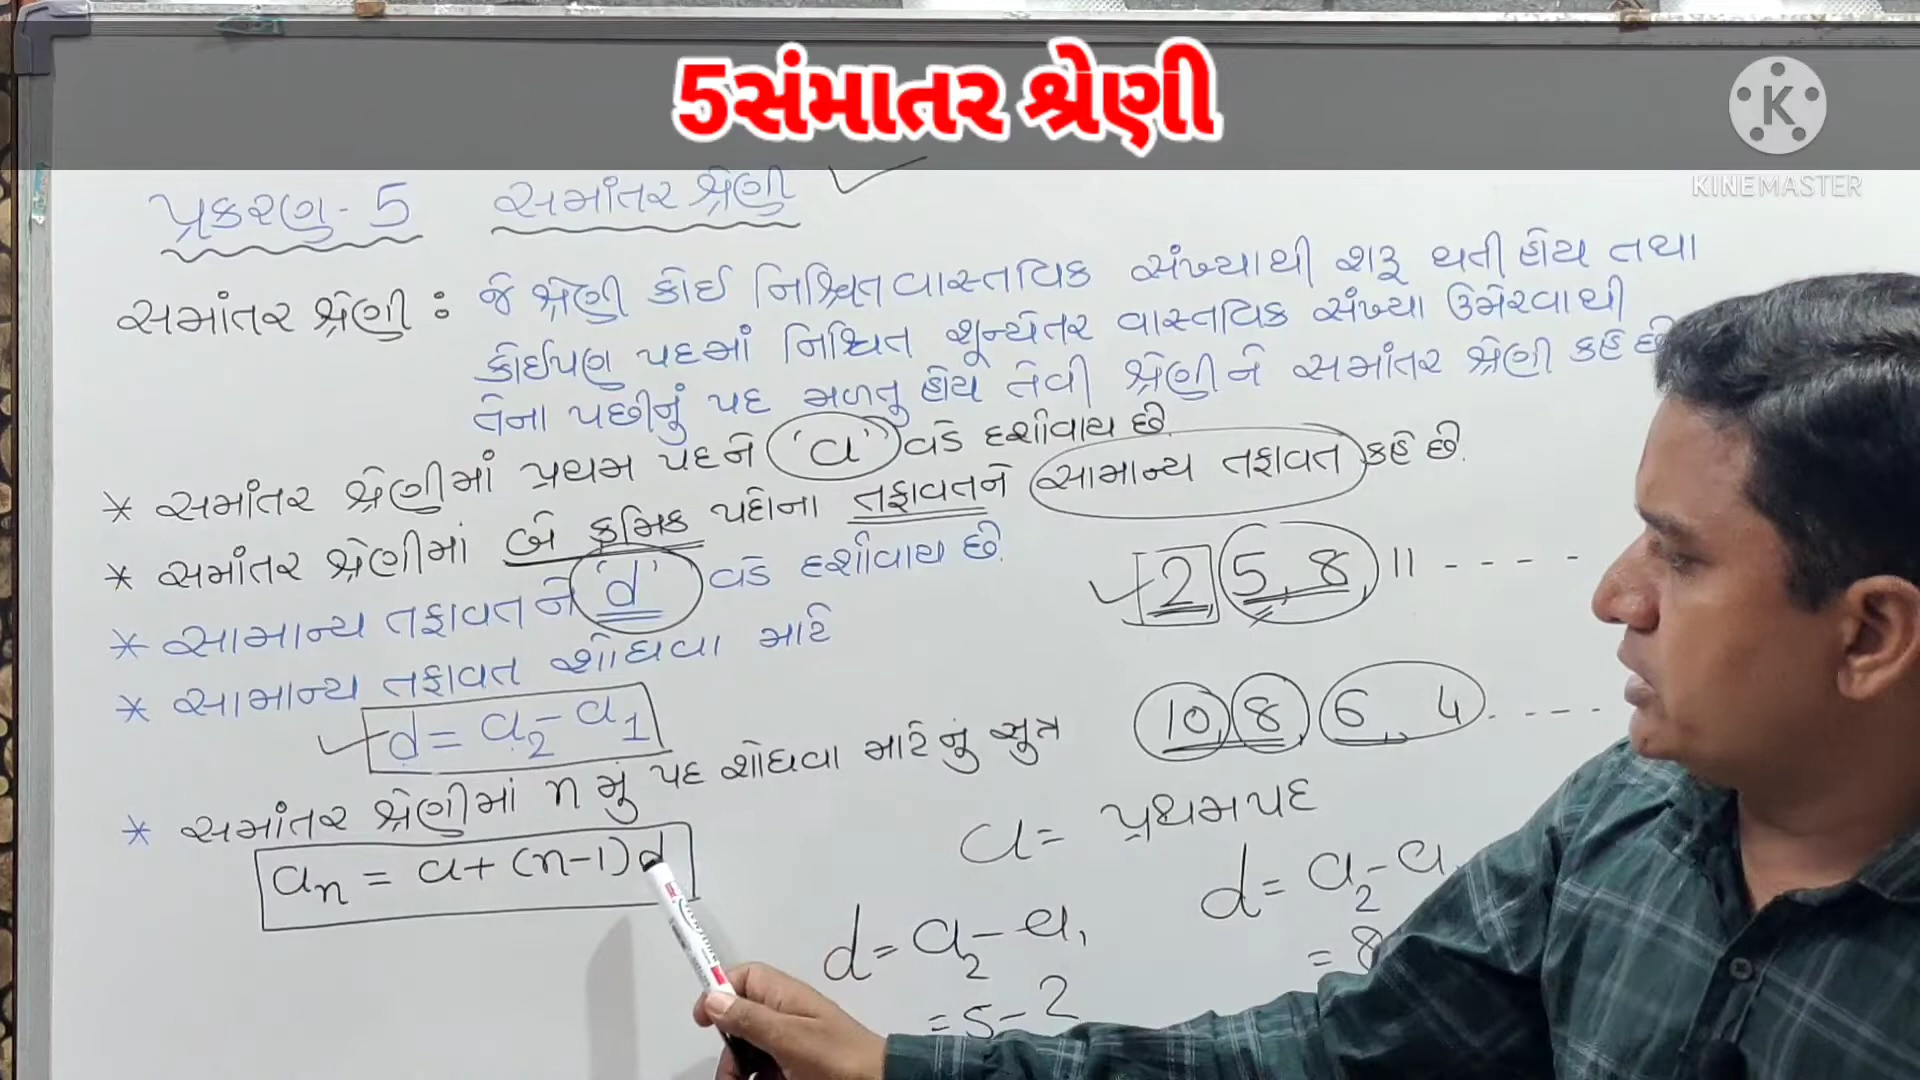 5સંમાતર શ્રેણી
KINEMASTER
પ્રકરણ- 5 સમાંતર શ્રેણી
સમાંતર શ્રેણી : જે શ્રેણી કોઈ નિશ્ચિત વાસ્તવિક સંખ્યાથી શરૂ થતી હોય તથા
કોઈપણ પદમાં નિશ્ચિત શૂન્યેતર વાસ્તવિક સંખ્યા ઉમેરવાથી
તેના પછીનું પદ મળતુ હોય તેવી શ્રેણીને સમાંતર શ્રેણી કહે છે
* સમાંતર શ્રેણીમાં પ્રથમ પદને 'a' વડે દર્શાવાય છે.
* સમાંતર શ્રેણીમાં બે ક્રમિક પદોના તફાવતને સામાન્ય તફાવત કહે છે.
* સામાન્ય તફાવતને 'd' વડે દર્શાવાય છે.
2, 5, 8, 11 - - - -
* સામાન્ય તફાવત શોધવા માટે
d = a₂ - a₁
10, 8, 6, 4 - - - -
* સમાંતર શ્રેણીમાં n મું પદ શોધવા માટેનું સુત્ર
aₙ = a + (n-1)d
a = પ્રથમપદ
d = a₂ - a₁
= 5 - 2
d = a₂ - a₁
= 8